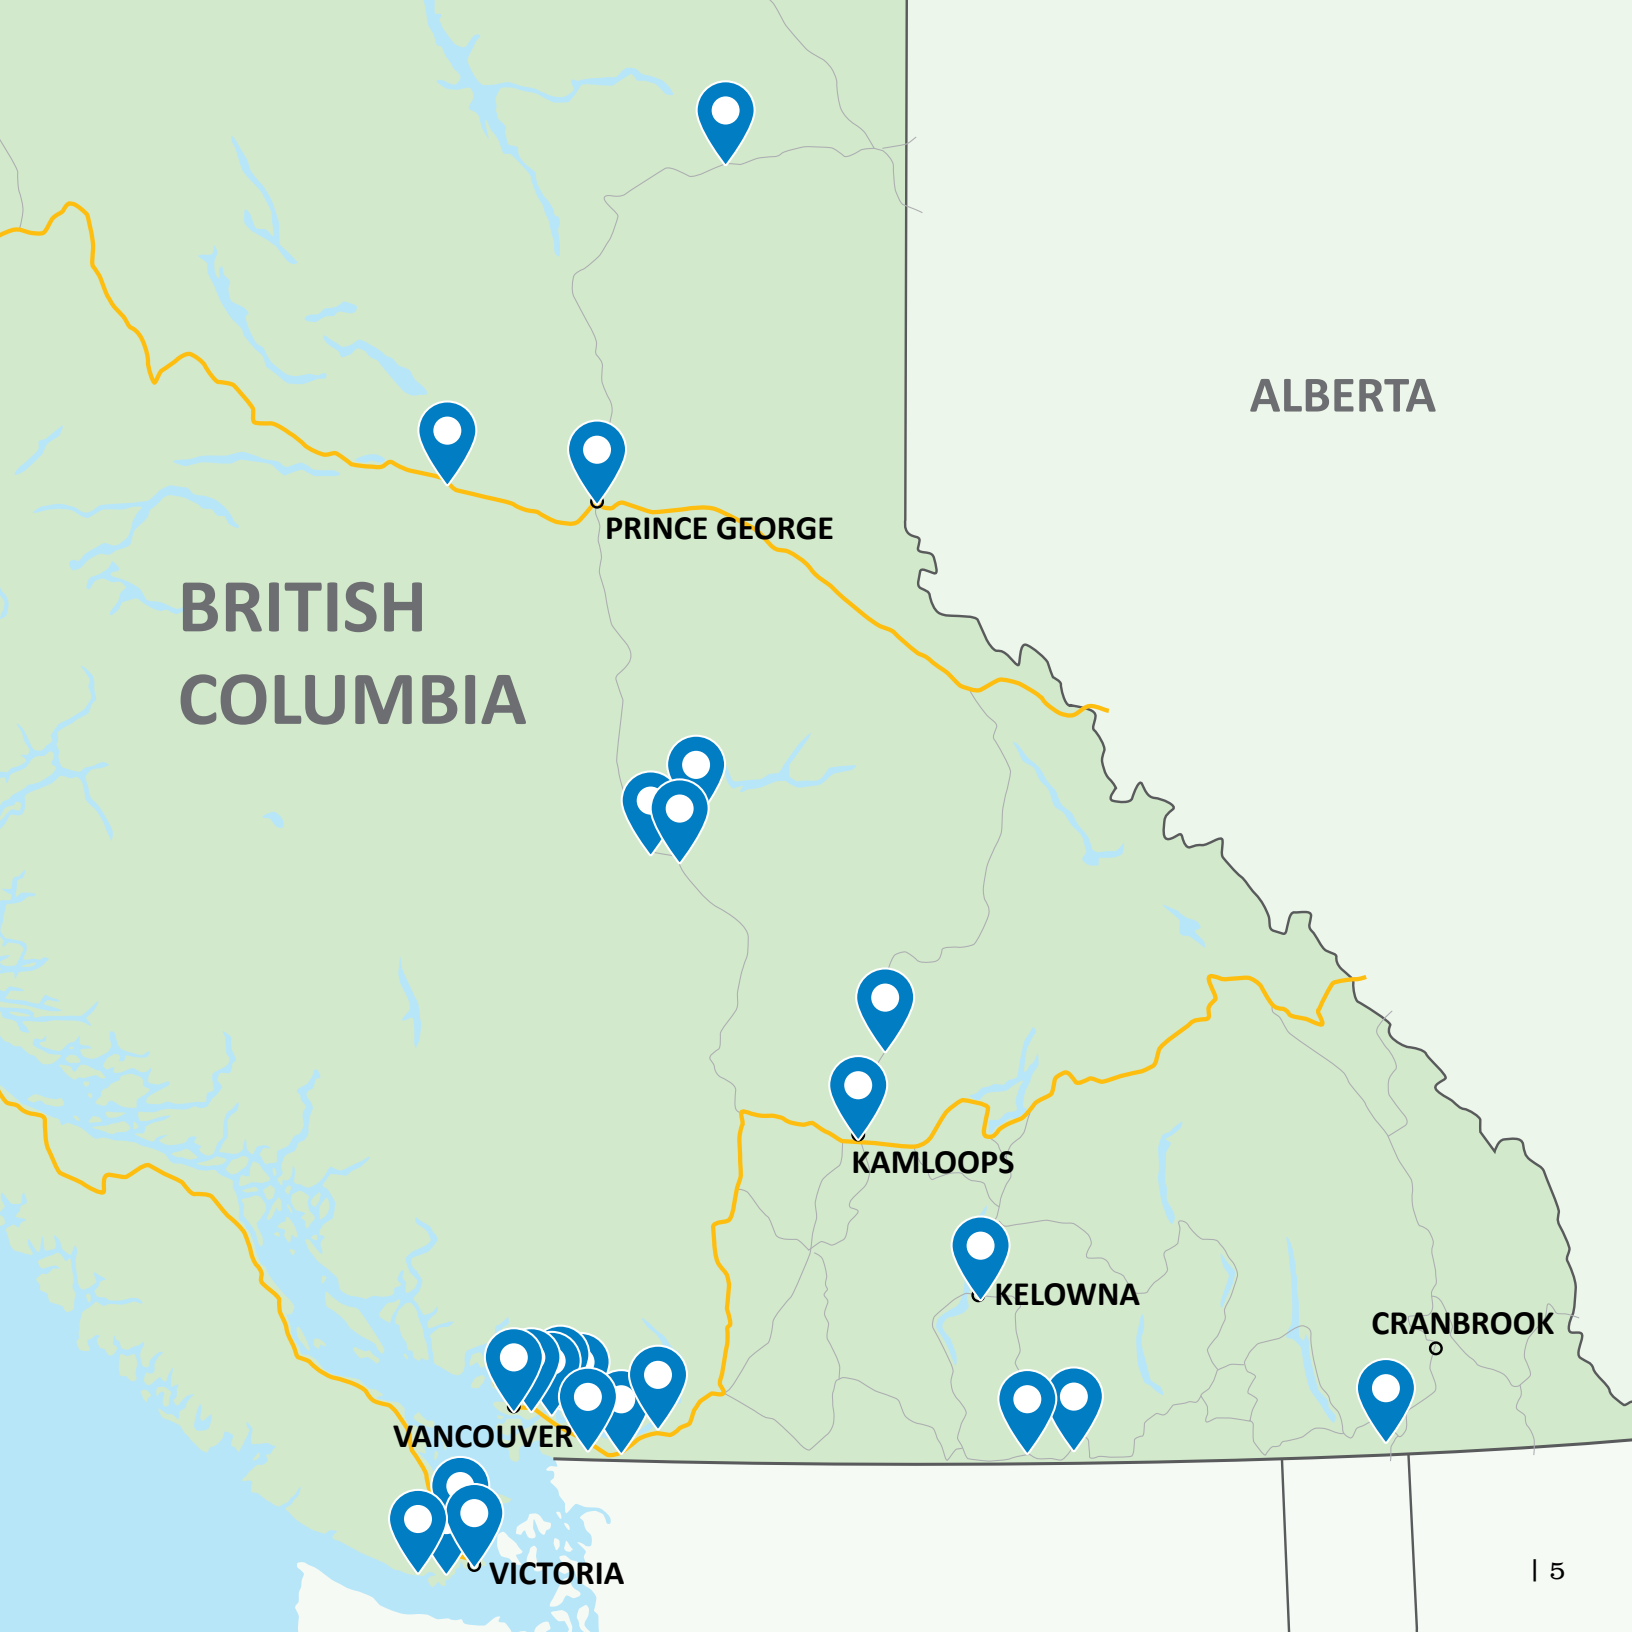 ALBERTA
PRINCE GEORGE
BRITISH
COLUMBIA
KAMLOOPS
KELOWNA
CRANBROOK
VANCOUVER
VICTORIA
| 5